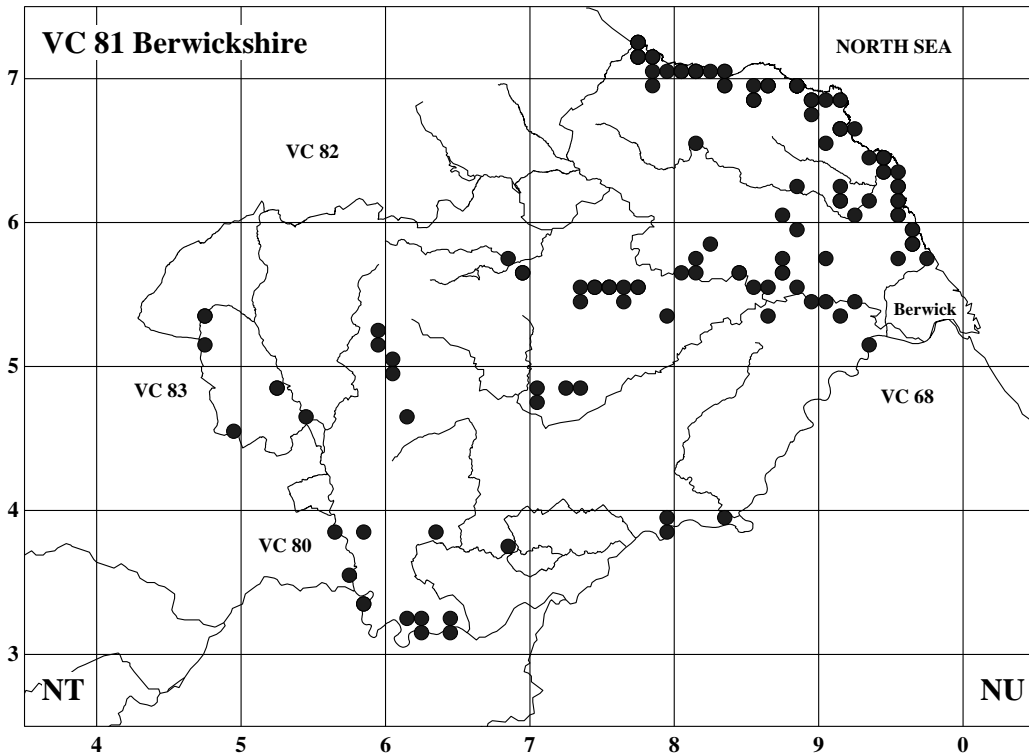 VC 81 Berwickshire
NORTH SEA
7
VC 82
6
Berwick
5
VC 83
VC 68
4
VC 80
3
NT
NU
4 5 6 7 8 9 0